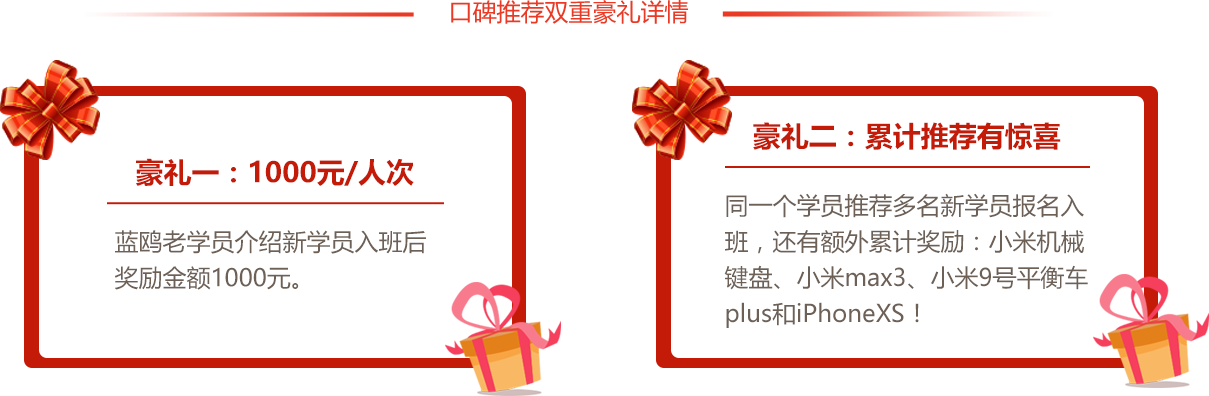 口碑推荐双重豪礼详情
豪礼一：1000元/人次
蓝鸥老学员介绍新学员入班后
奖励金额1000元。
豪礼二：累计推荐有惊喜
同一个学员推荐多名新学员报名入
班，还有额外累计奖励：小米机械
键盘、小米max3、小米9号平衡车
plus和iPhoneXS！